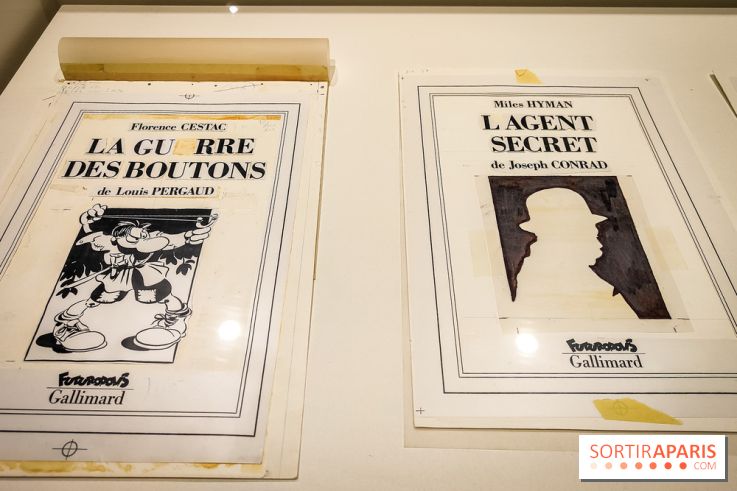 Florence CESTAC
LA GU RRE
DES BOUTONS
de Louis PERGAUD
FUTUROPOLIS
Gallimard
Miles HYMAN
L AGENT
SECRET
de Joseph CONRAD
FUTUROPOLIS
Gallimard
SORTIRAPARIS
.COM